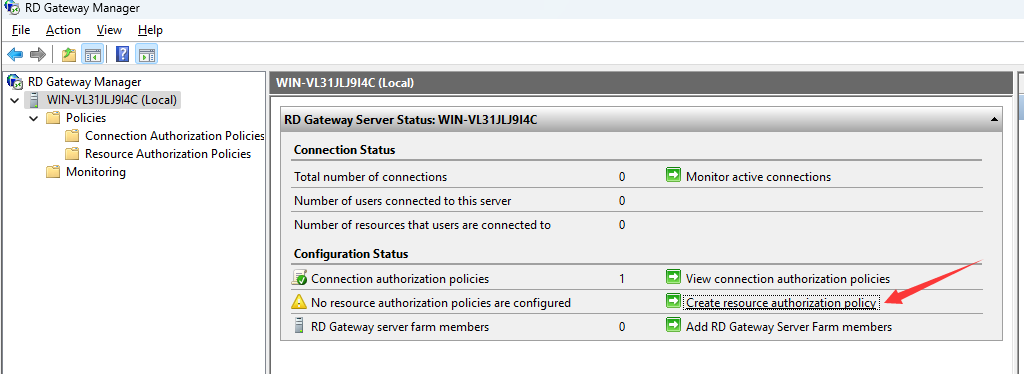 RD Gateway Manager
File Action View Help
RD Gateway Manager
WIN-VL31JLJ9I4C (Local)
Policies
Connection Authorization Policies
Resource Authorization Policies
Monitoring
WIN-VL31JLJ9I4C (Local)
RD Gateway Server Status: WIN-VL31JLJ9I4C
Connection Status
Total number of connections 0 Monitor active connections
Number of users connected to this server 0
Number of resources that users are connected to 0
Configuration Status
Connection authorization policies 1 View connection authorization policies
No resource authorization policies are configured Create resource authorization policy
RD Gateway server farm members 0 Add RD Gateway Server Farm members